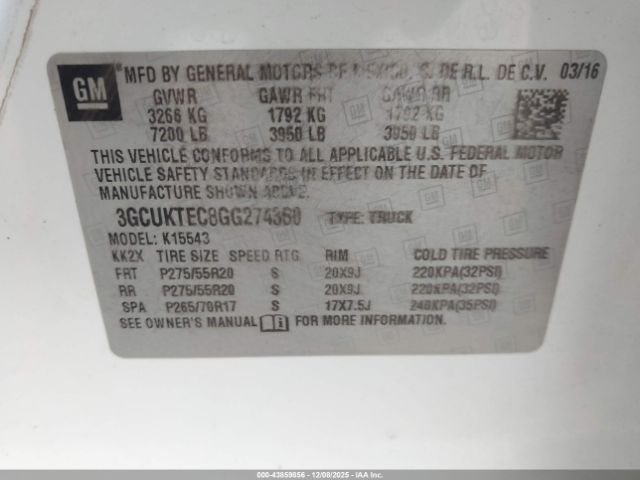 GM *MFD BY GENERAL MOTORS DE MEXICO, S. DE R.L. DE C.V. 03/16
GVWR GAWR FRT GAWR RR
3266 KG 1792 KG 1792 KG
7200 LB 3950 LB 3950 LB
THIS VEHICLE CONFORMS TO ALL APPLICABLE U.S. FEDERAL MOTOR
VEHICLE SAFETY STANDARDS IN EFFECT ON THE DATE OF
MANUFACTURE SHOWN ABOVE.
3GCUKTEC8GG274360 TYPE: TRUCK
MODEL: K15543
KK2X TIRE SIZE SPEED RTG RIM COLD TIRE PRESSURE
FRT P275/55R20 S 20X9J 220KPA(32PSI)
RR P275/55R20 S 20X9J 220KPA(32PSI)
SPA P265/70R17 S 17X7.5J 240KPA(35PSI)
SEE OWNER'S MANUAL FOR MORE INFORMATION.
000-43859056 - 12/08/2025 - IAAI.COM